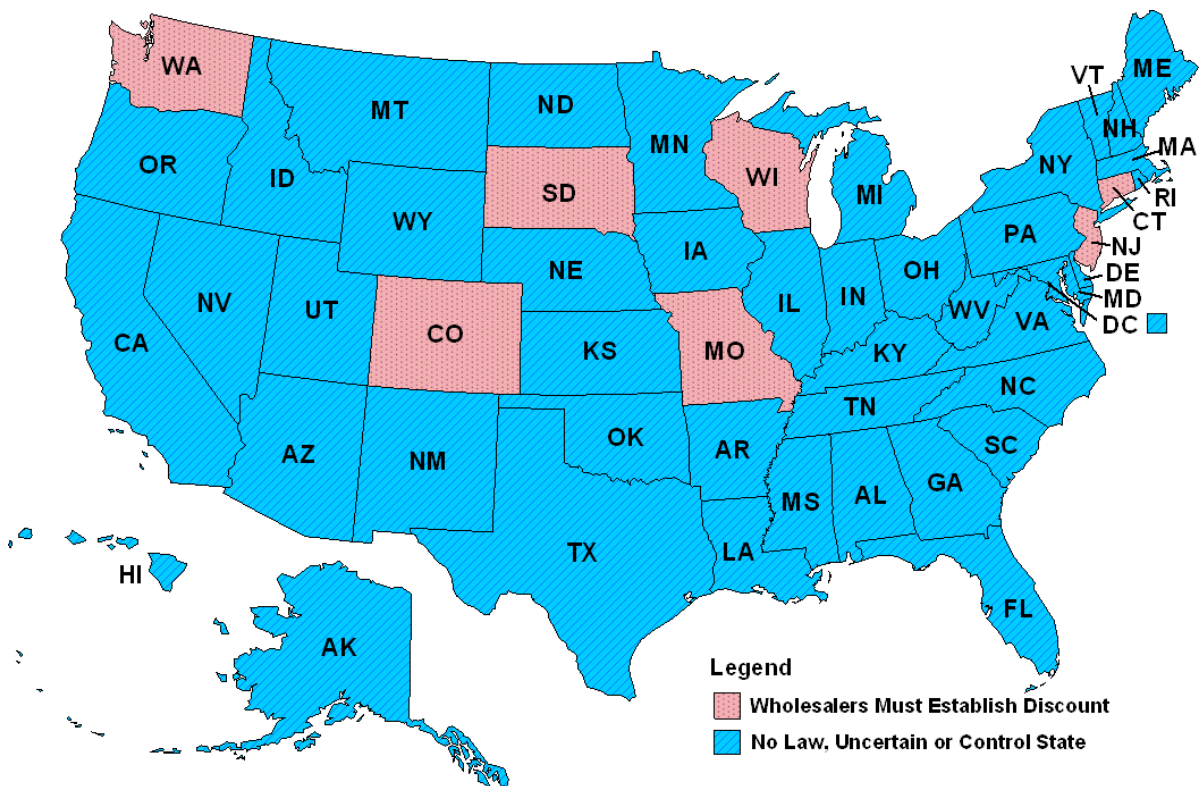 WA
MT
ND
MN
VT
ME
NH
MA
OR
ID
SD
WI
NY
MI
RI
WY
CT
IA
PA
NJ
NE
OH
DE
NV
UT
IL
IN
MD
WV
VA
DC
CA
CO
KS
MO
KY
NC
TN
OK
AR
SC
AZ
NM
GA
MS
AL
TX
LA
HI
FL
AK
Legend
Wholesalers Must Establish Discount
No Law, Uncertain or Control State